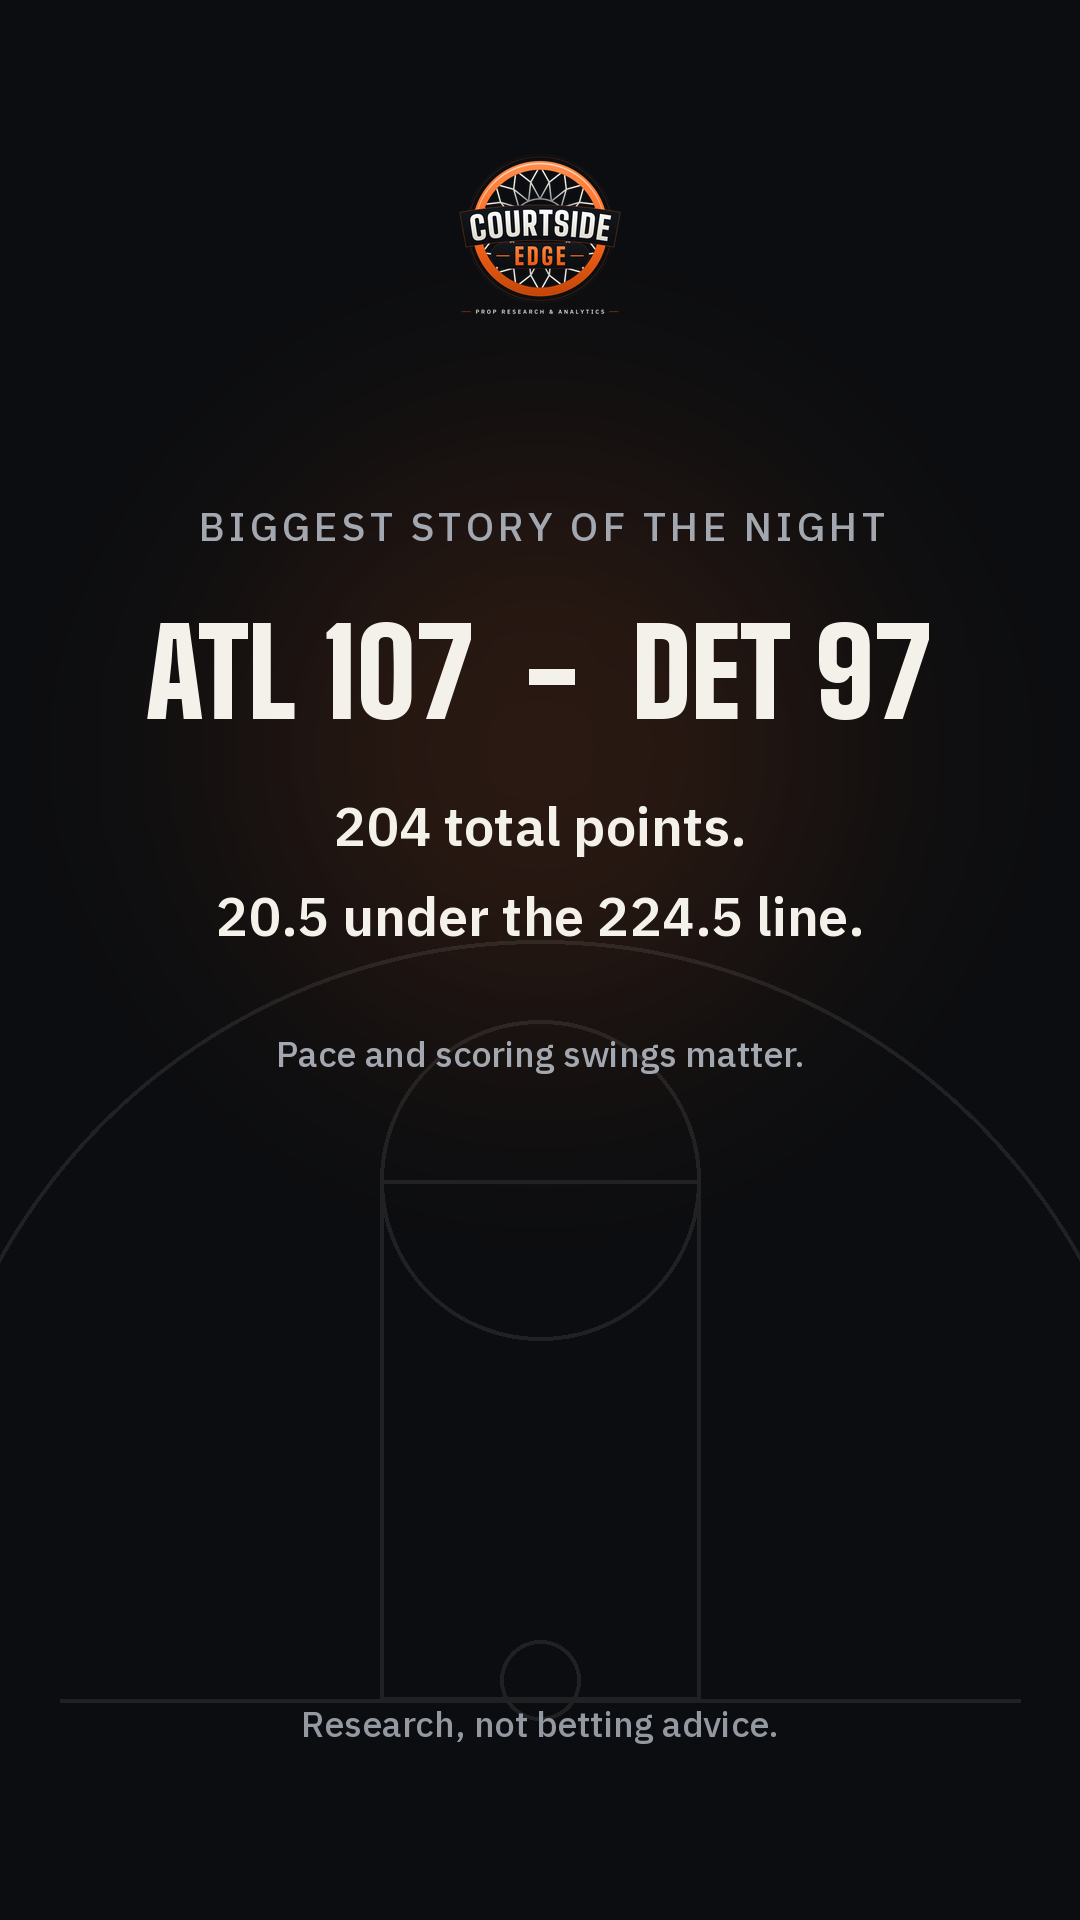 COURTSIDE
EDGE
PROP RESEARCH & ANALYTICS
BIGGEST STORY OF THE NIGHT
ATL 107 - DET 97
204 total points.
20.5 under the 224.5 line.
Pace and scoring swings matter.
Research, not betting advice.